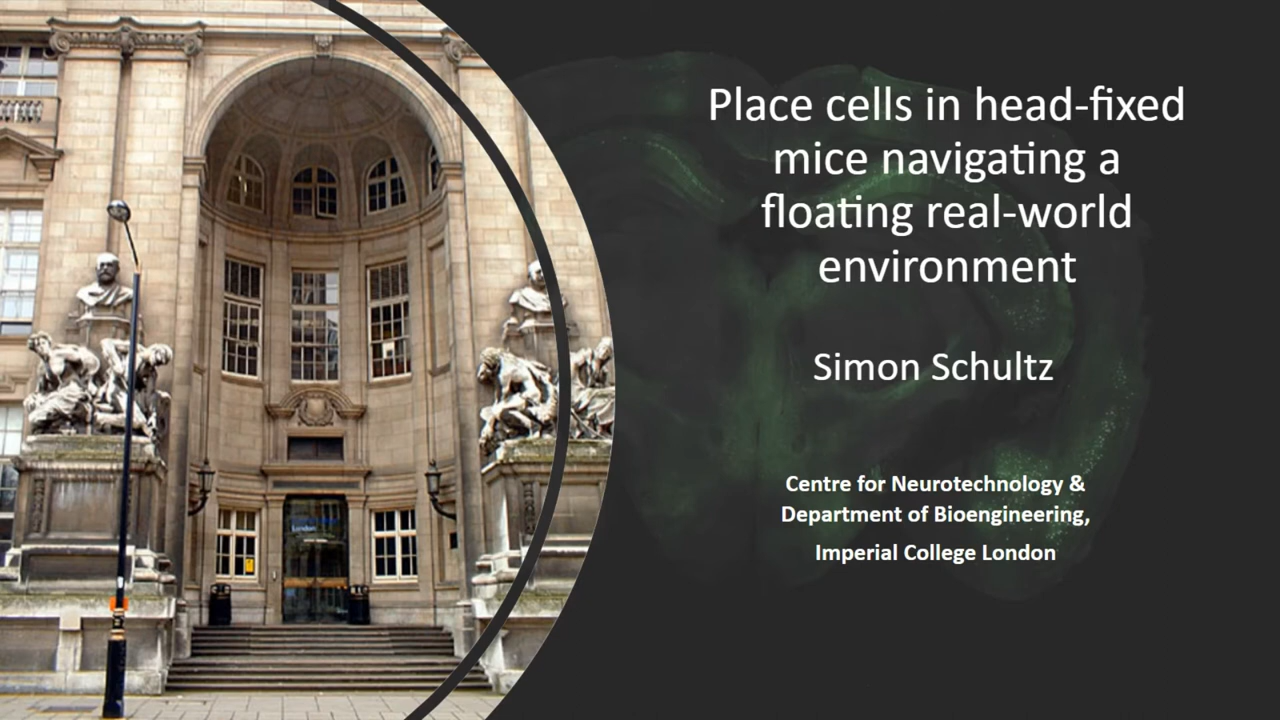 Place cells in head-fixed
mice navigating a
floating real-world
environment
Simon Schultz
Centre for Neurotechnology &
Department of Bioengineering,
Imperial College London
London